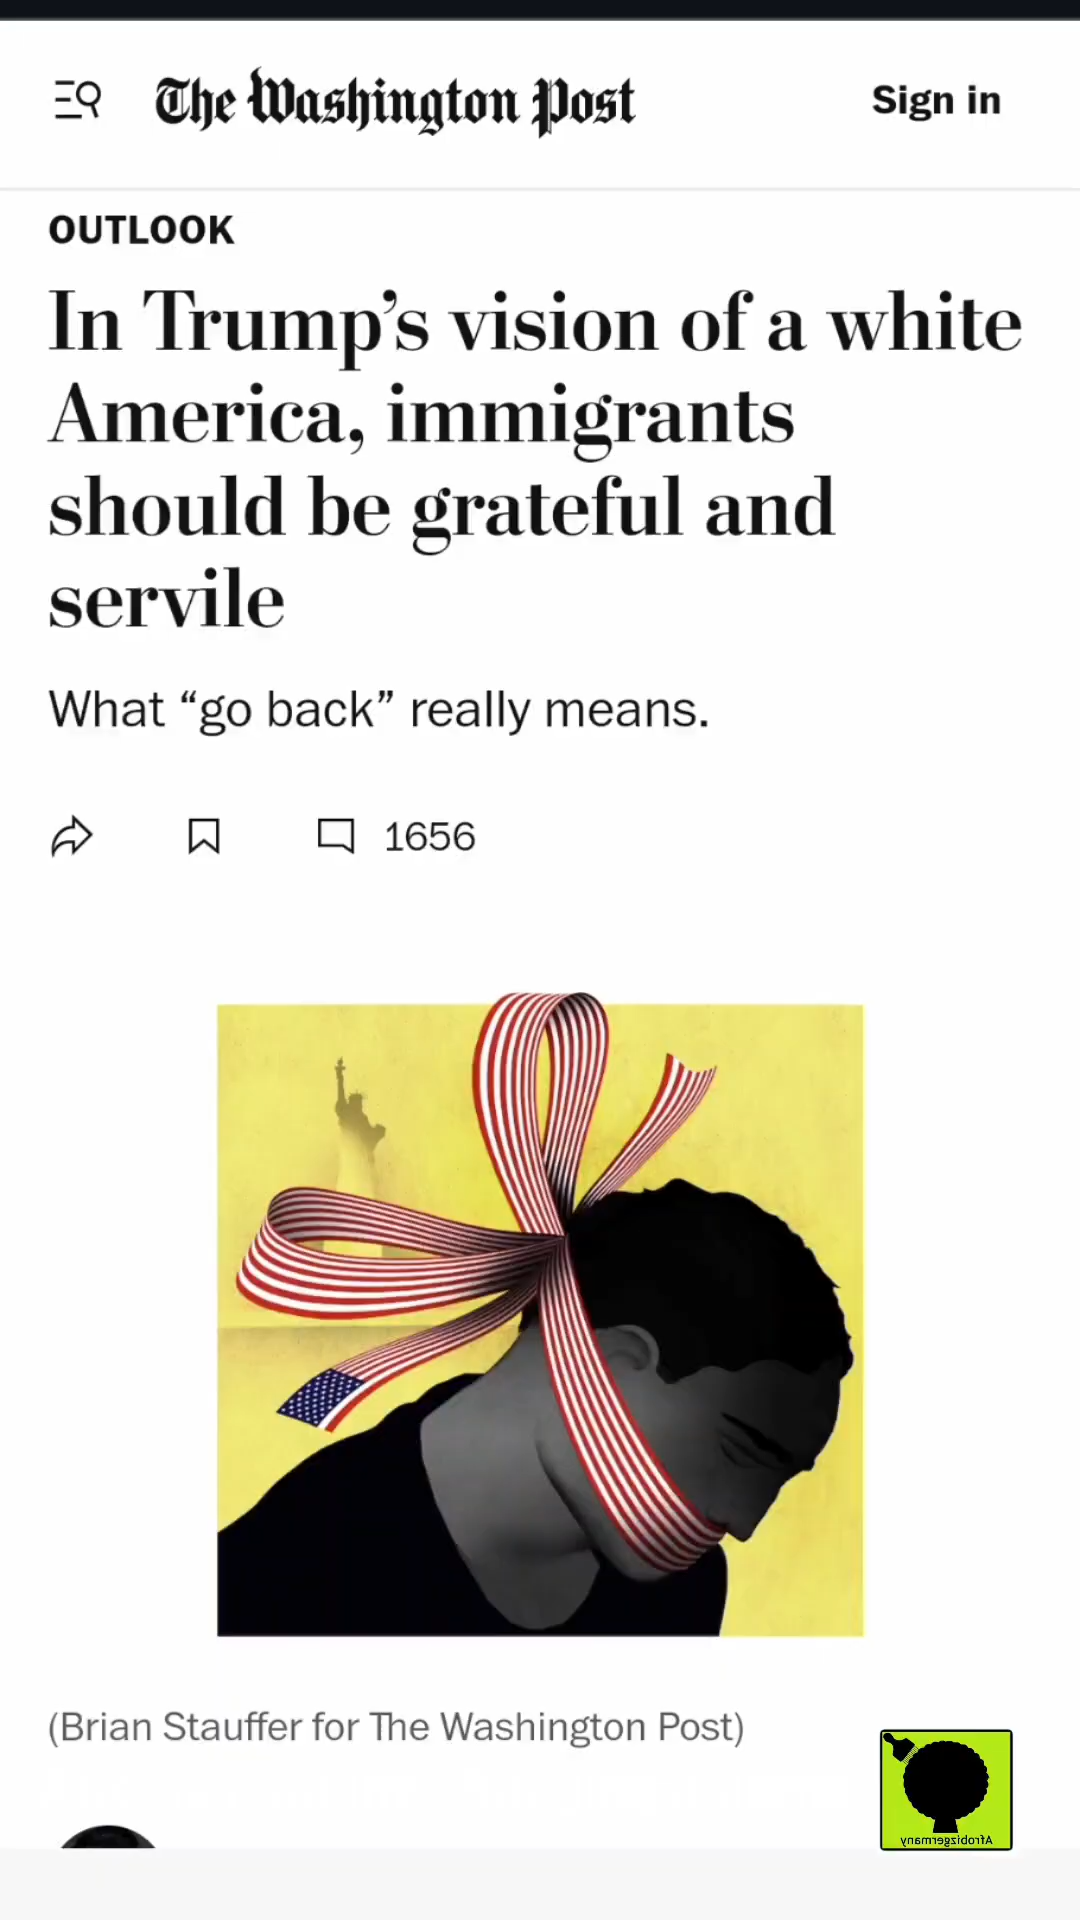 The Washington Post
Sign in
OUTLOOK
In Trump’s vision of a white
America, immigrants
should be grateful and
servile
What “go back” really means.
1656
(Brian Stauffer for The Washington Post)
Afrobizgermany